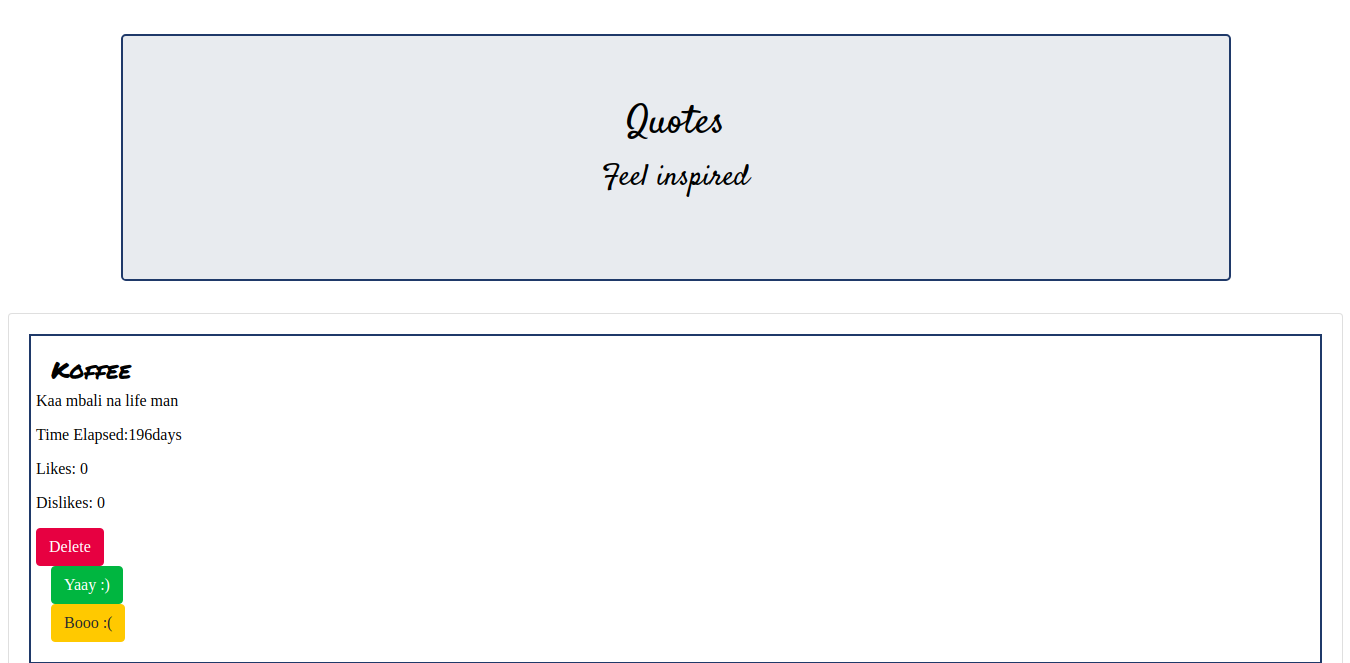 Quotes
Feel inspired
Koffee
Kaa mbali na life man
Time Elapsed:196days
Likes: 0
Dislikes: 0
Delete
Yaay :)
Booo :(